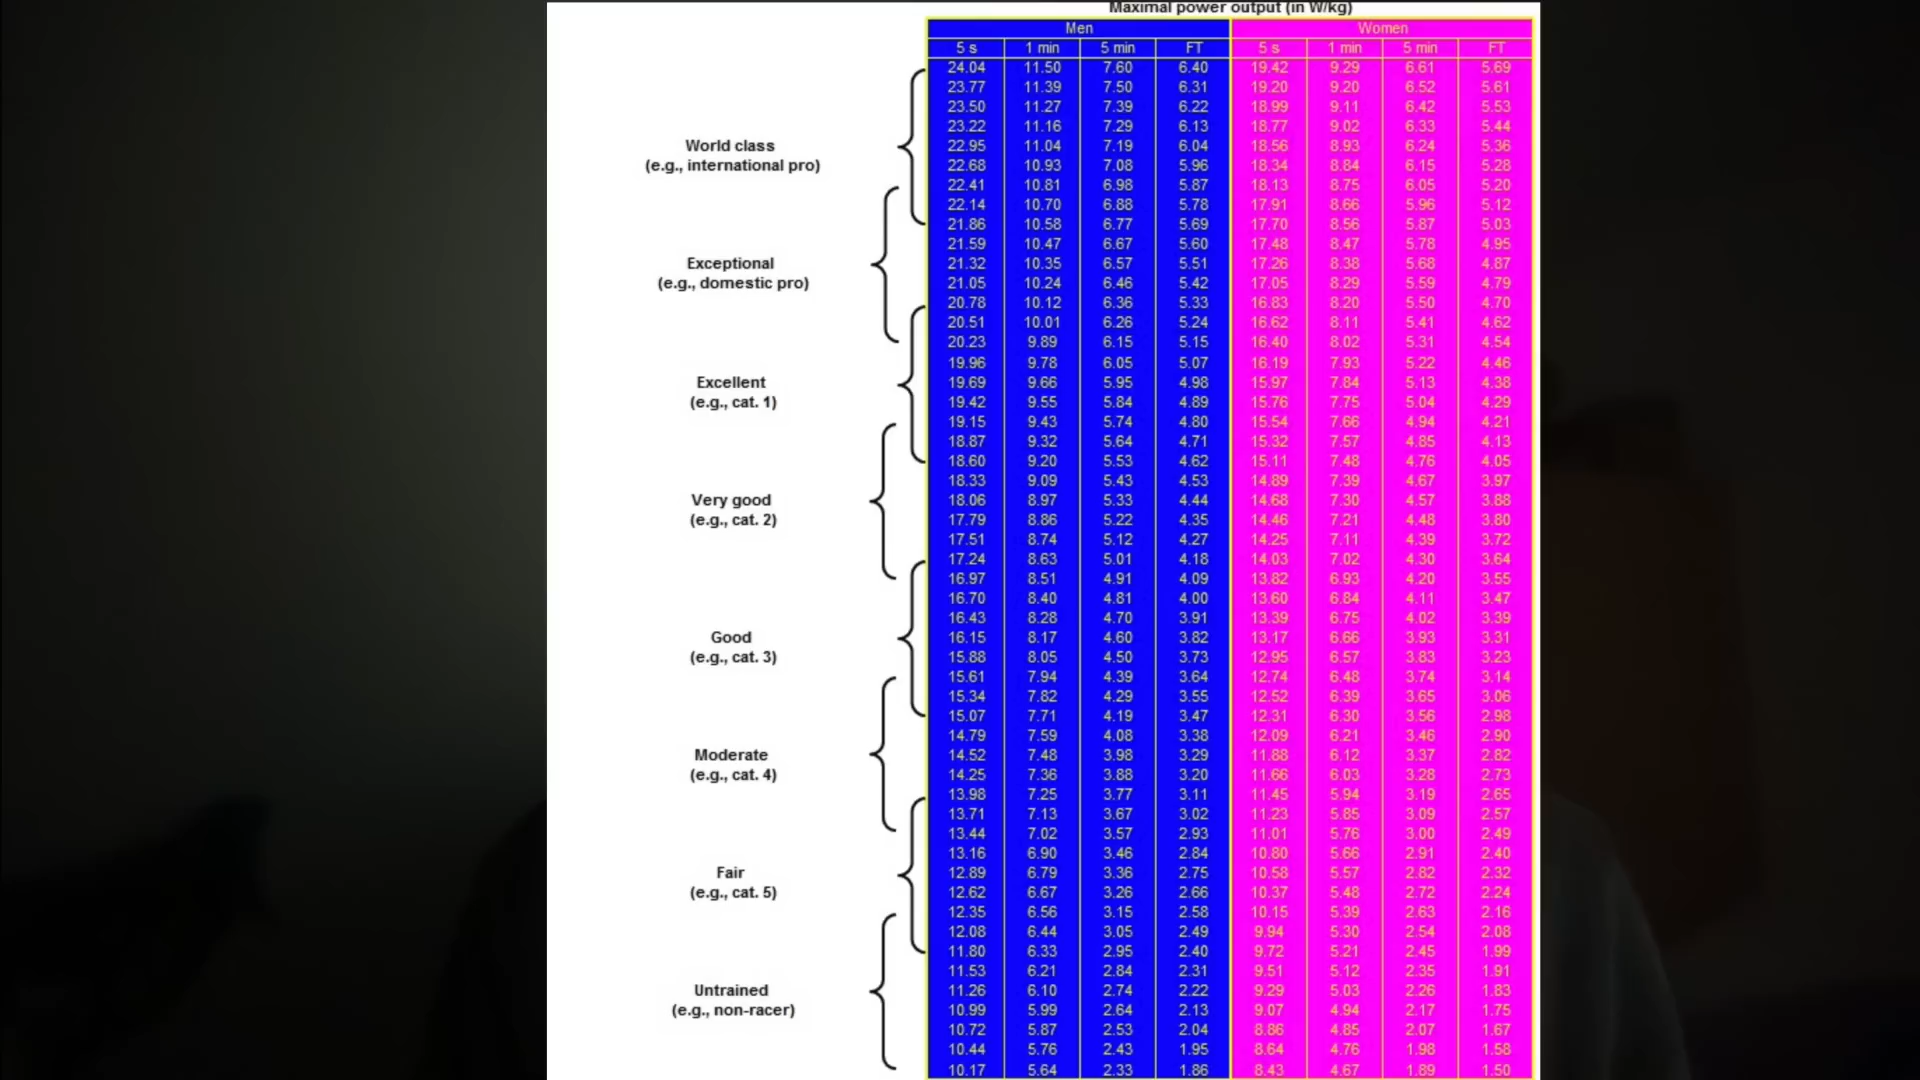 Maximal power output (in W/kg)
Men Women
5 s 1 min 5 min FT 5 s 1 min 5 min FT
24.04 11.50 7.60 6.40 19.42 9.29 6.61 5.69
23.77 11.39 7.50 6.31 19.20 9.20 6.52 5.61
23.50 11.27 7.39 6.22 18.99 9.11 6.42 5.53
23.22 11.16 7.29 6.13 18.77 9.02 6.33 5.44
World class
22.95 11.04 7.19 6.04 18.56 8.93 6.24 5.36
(e.g., international pro)
22.68 10.93 7.08 5.96 18.34 8.84 6.15 5.28
22.41 10.81 6.98 5.87 18.13 8.75 6.05 5.20
22.14 10.70 6.88 5.78 17.91 8.66 5.96 5.12
21.86 10.58 6.77 5.69 17.70 8.56 5.87 5.03
21.59 10.47 6.67 5.60 17.48 8.47 5.78 4.95
Exceptional
21.32 10.35 6.57 5.51 17.26 8.38 5.68 4.87
(e.g., domestic pro)
21.05 10.24 6.46 5.42 17.05 8.29 5.59 4.79
20.78 10.12 6.36 5.33 16.83 8.20 5.50 4.70
20.51 10.01 6.26 5.24 16.62 8.11 5.41 4.62
20.23 9.89 6.15 5.15 16.40 8.02 5.31 4.54
19.96 9.78 6.05 5.07 16.19 7.93 5.22 4.46
Excellent
19.69 9.66 5.95 4.98 15.97 7.84 5.13 4.38
(e.g., cat. 1)
19.42 9.55 5.84 4.89 15.76 7.75 5.04 4.29
19.15 9.43 5.74 4.80 15.54 7.66 4.94 4.21
18.87 9.32 5.64 4.71 15.32 7.57 4.85 4.13
18.60 9.20 5.53 4.62 15.11 7.48 4.76 4.05
18.33 9.09 5.43 4.53 14.89 7.39 4.67 3.97
Very good
18.06 8.97 5.33 4.44 14.68 7.30 4.57 3.88
(e.g., cat. 2)
17.79 8.86 5.22 4.35 14.46 7.21 4.48 3.80
17.51 8.74 5.12 4.27 14.25 7.11 4.39 3.72
17.24 8.63 5.01 4.18 14.03 7.02 4.30 3.64
16.97 8.51 4.91 4.09 13.82 6.93 4.20 3.55
16.70 8.40 4.81 4.00 13.60 6.84 4.11 3.47
16.43 8.28 4.70 3.91 13.39 6.75 4.02 3.39
Good
16.15 8.17 4.60 3.82 13.17 6.66 3.93 3.31
(e.g., cat. 3)
15.88 8.05 4.50 3.73 12.95 6.57 3.83 3.23
15.61 7.94 4.39 3.64 12.74 6.48 3.74 3.14
15.34 7.82 4.29 3.55 12.52 6.39 3.65 3.06
15.07 7.71 4.19 3.47 12.31 6.30 3.56 2.98
14.79 7.59 4.08 3.38 12.09 6.21 3.46 2.90
Moderate
14.52 7.48 3.98 3.29 11.88 6.12 3.37 2.82
(e.g., cat. 4)
14.25 7.36 3.88 3.20 11.66 6.03 3.28 2.73
13.98 7.25 3.77 3.11 11.45 5.94 3.19 2.65
13.71 7.13 3.67 3.02 11.23 5.85 3.09 2.57
13.44 7.02 3.57 2.93 11.01 5.76 3.00 2.49
13.16 6.90 3.46 2.84 10.80 5.66 2.91 2.40
Fair
12.89 6.79 3.36 2.75 10.58 5.57 2.82 2.32
(e.g., cat. 5)
12.62 6.67 3.26 2.66 10.37 5.48 2.72 2.24
12.35 6.56 3.15 2.58 10.15 5.39 2.63 2.16
12.08 6.44 3.05 2.49 9.94 5.30 2.54 2.08
11.80 6.33 2.95 2.40 9.72 5.21 2.45 1.99
11.53 6.21 2.84 2.31 9.51 5.12 2.35 1.91
Untrained
11.26 6.10 2.74 2.22 9.29 5.03 2.26 1.83
(e.g., non-racer)
10.99 5.99 2.64 2.13 9.07 4.94 2.17 1.75
10.72 5.87 2.53 2.04 8.86 4.85 2.07 1.67
10.44 5.76 2.43 1.95 8.64 4.76 1.98 1.58
10.17 5.64 2.33 1.86 8.43 4.67 1.89 1.50